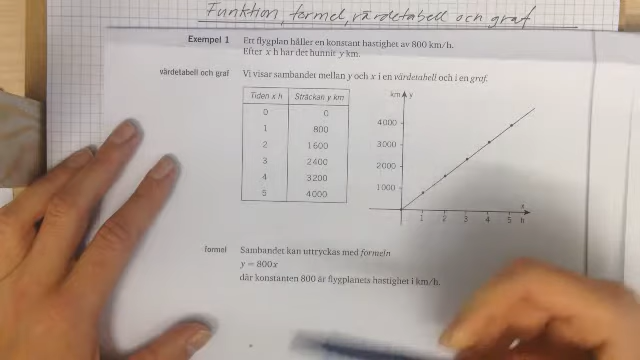 Funktion, formel, värdetabell och graf
Exempel 1 Ett flygplan håller en konstant hastighet av 800 km/h.
Efter x h har det hunnit y km.
värdetabell och graf Vi visar sambandet mellan y och x i en värdetabell och i en graf.
Tiden x h Sträckan y km
0 0
1 800
2 1600
3 2400
4 3200
5 4000
km y
4000
3000
2000
1000
x
1 2 3 4 5 h
formel Sambandet kan uttryckas med formeln
y = 800x
där konstanten 800 är flygplanets hastighet i km/h.